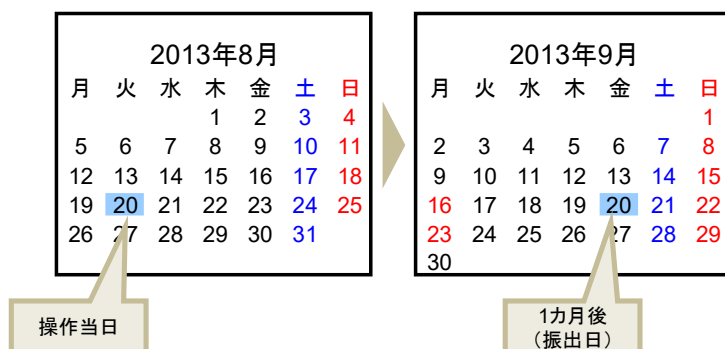 2013年8月
月 火 水 木 金 土 日
1 2 3 4
5 6 7 8 9 10 11
12 13 14 15 16 17 18
19 20 21 22 23 24 25
26 27 28 29 30 31
操作当日
2013年9月
月 火 水 木 金 土 日
1
2 3 4 5 6 7 8
9 10 11 12 13 14 15
16 17 18 19 20 21 22
23 24 25 26 27 28 29
30
1カ月後
（振出日）